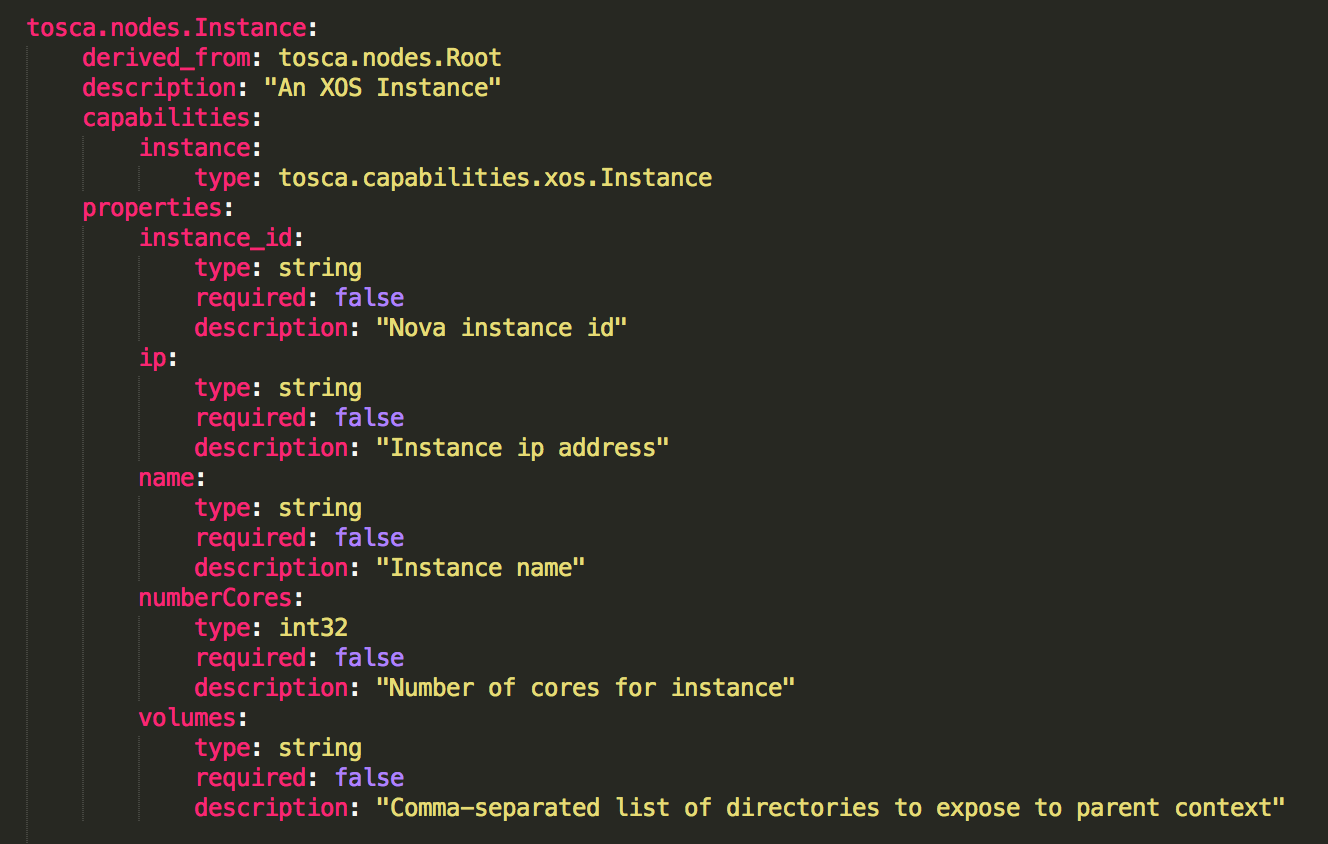 tosca.nodes.Instance:
    derived_from: tosca.nodes.Root
    description: "An XOS Instance"
    capabilities:
        instance:
            type: tosca.capabilities.xos.Instance
    properties:
        instance_id:
            type: string
            required: false
            description: "Nova instance id"
        ip:
            type: string
            required: false
            description: "Instance ip address"
        name:
            type: string
            required: false
            description: "Instance name"
        numberCores:
            type: int32
            required: false
            description: "Number of cores for instance"
        volumes:
            type: string
            required: false
            description: "Comma-separated list of directories to expose to parent context"